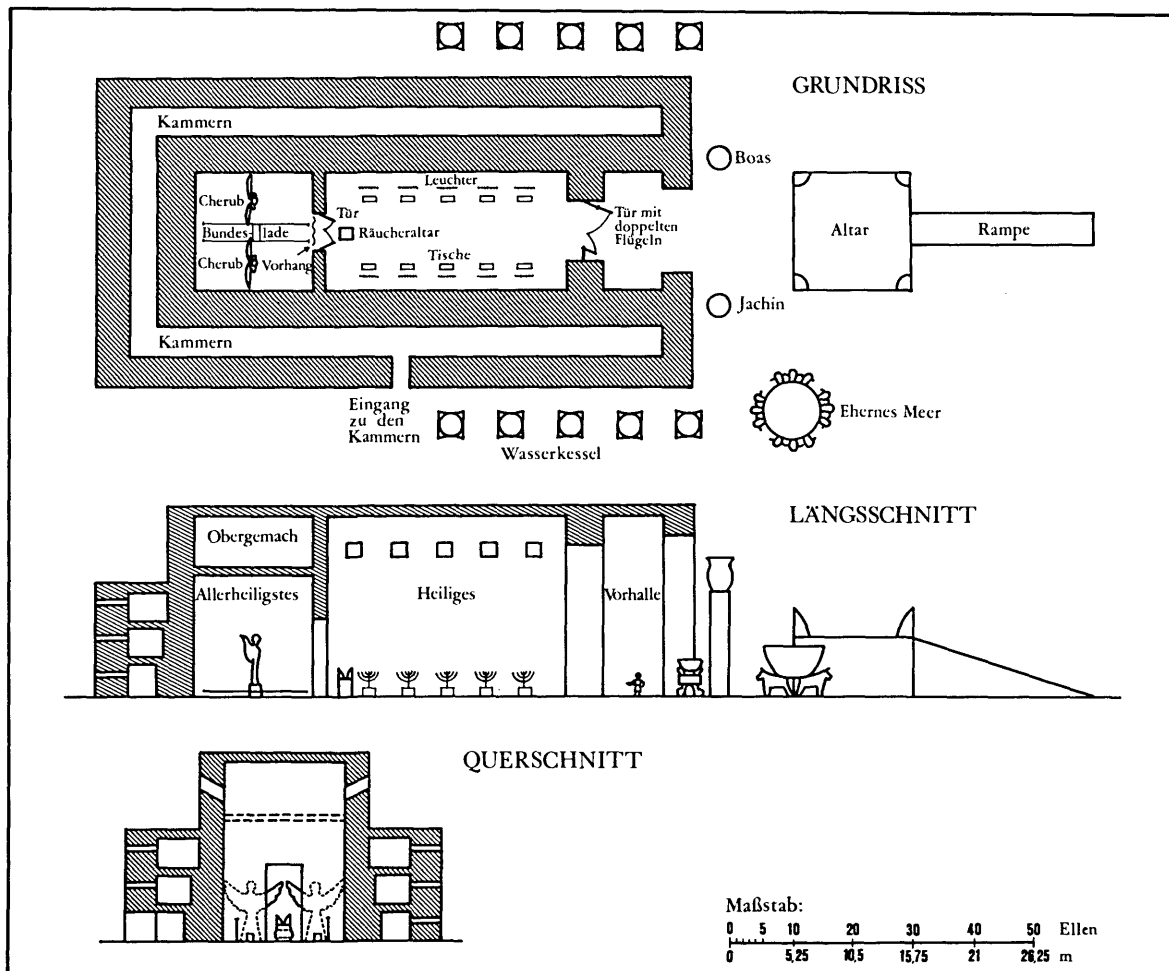 GRUNDRISS
Kammern
Boas
Leuchter
Cherub
Tür
Tür mit
doppelten
Flügeln
Bundes-lade
Räucheraltar
Altar
Rampe
Cherub
Vorhang
Tische
Jachin
Kammern
Eingang
zu den
Kammern
Ehernes Meer
Wasserkessel
LÄNGSSCHNITT
Obergemach
Allerheiligstes
Heiliges
Vorhalle
QUERSCHNITT
Maßstab:
0 5 10 20 30 40 50 Ellen
0 5,25 10,5 15,75 21 26,25 m